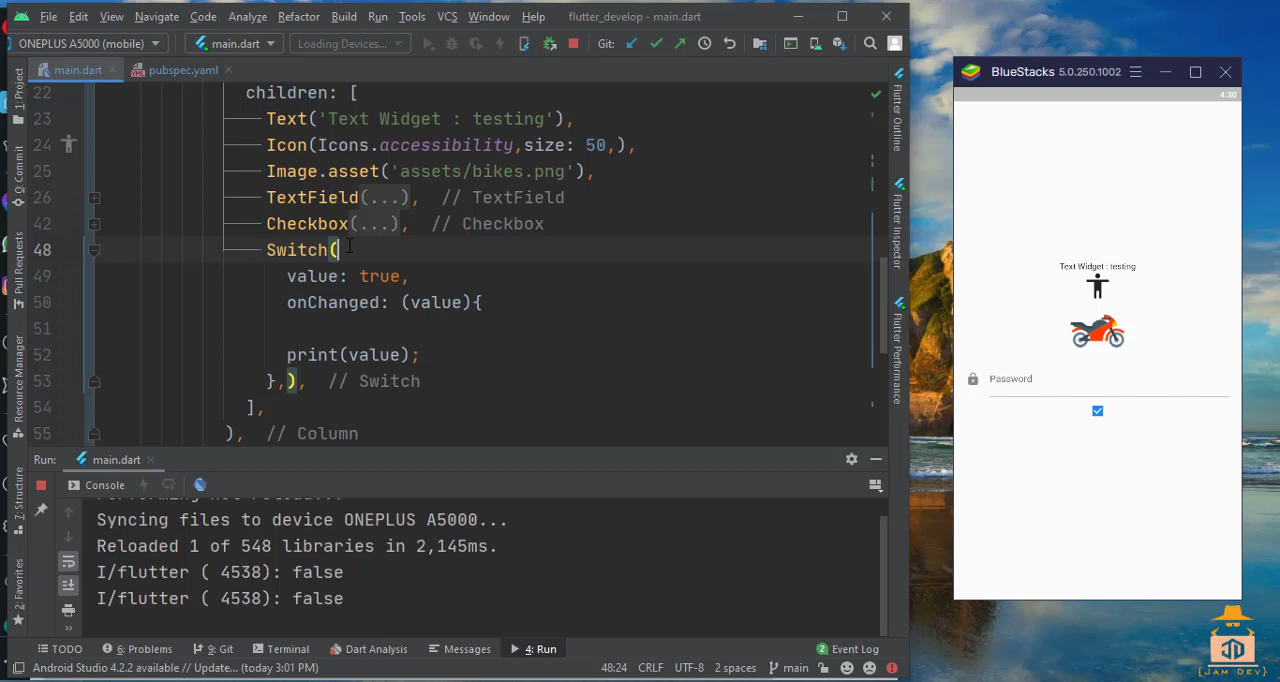 File Edit View Navigate Code Analyze Refactor Build Run Tools VCS Window Help flutter_develop - main.dart
ONEPLUS A5000 (mobile) main.dart Loading Devices... Git:
main.dart pubspec.yaml
22 children: [
23 Text('Text Widget : testing'),
24 Icon(Icons.accessibility,size: 50,),
25 Image.asset('assets/bikes.png'),
26 TextField(...), // TextField
42 Checkbox(...), // Checkbox
48 Switch(
49 value: true,
50 onChanged: (value){
51
52 print(value);
53 },), // Switch
54 ],
55 ), // Column
1: Project
Commit
Pull Requests
Resource Manager
7: Structure
2: Favorites
Flutter Outline
Flutter Inspector
Flutter Performance
Run: main.dart
Console
Syncing files to device ONEPLUS A5000...
Reloaded 1 of 548 libraries in 2,145ms.
I/flutter ( 4538): false
I/flutter ( 4538): false
TODO 6: Problems 9: Git Terminal Dart Analysis Messages 4: Run 2 Event Log
Android Studio 4.2.2 available // Update... (today 3:01 PM) 48:24 CRLF UTF-8 2 spaces main
BlueStacks 5.0.250.1002
4:30
Text Widget : testing
Password
JD
{JAM DEV}